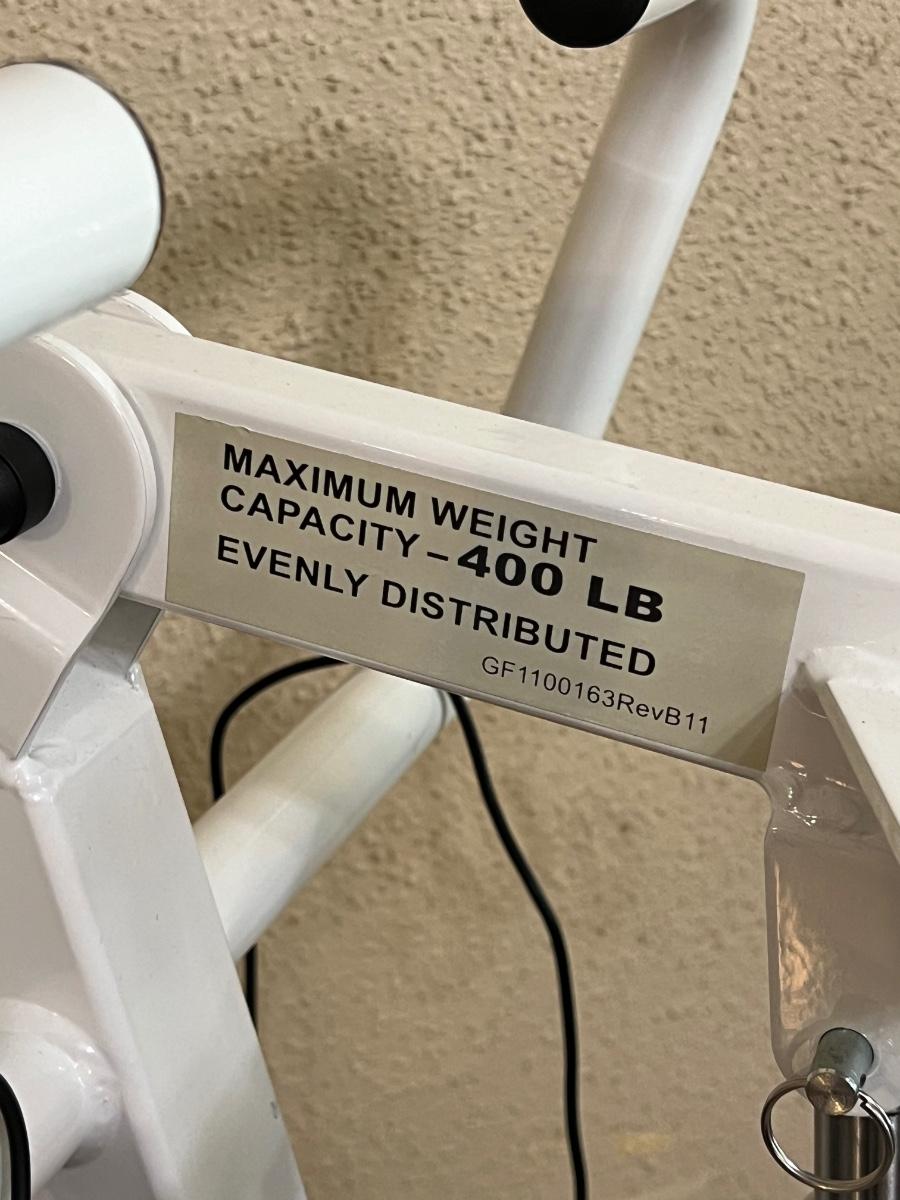 MAXIMUM WEIGHT
CAPACITY – 400 LB
EVENLY DISTRIBUTED
GF1100163RevB11